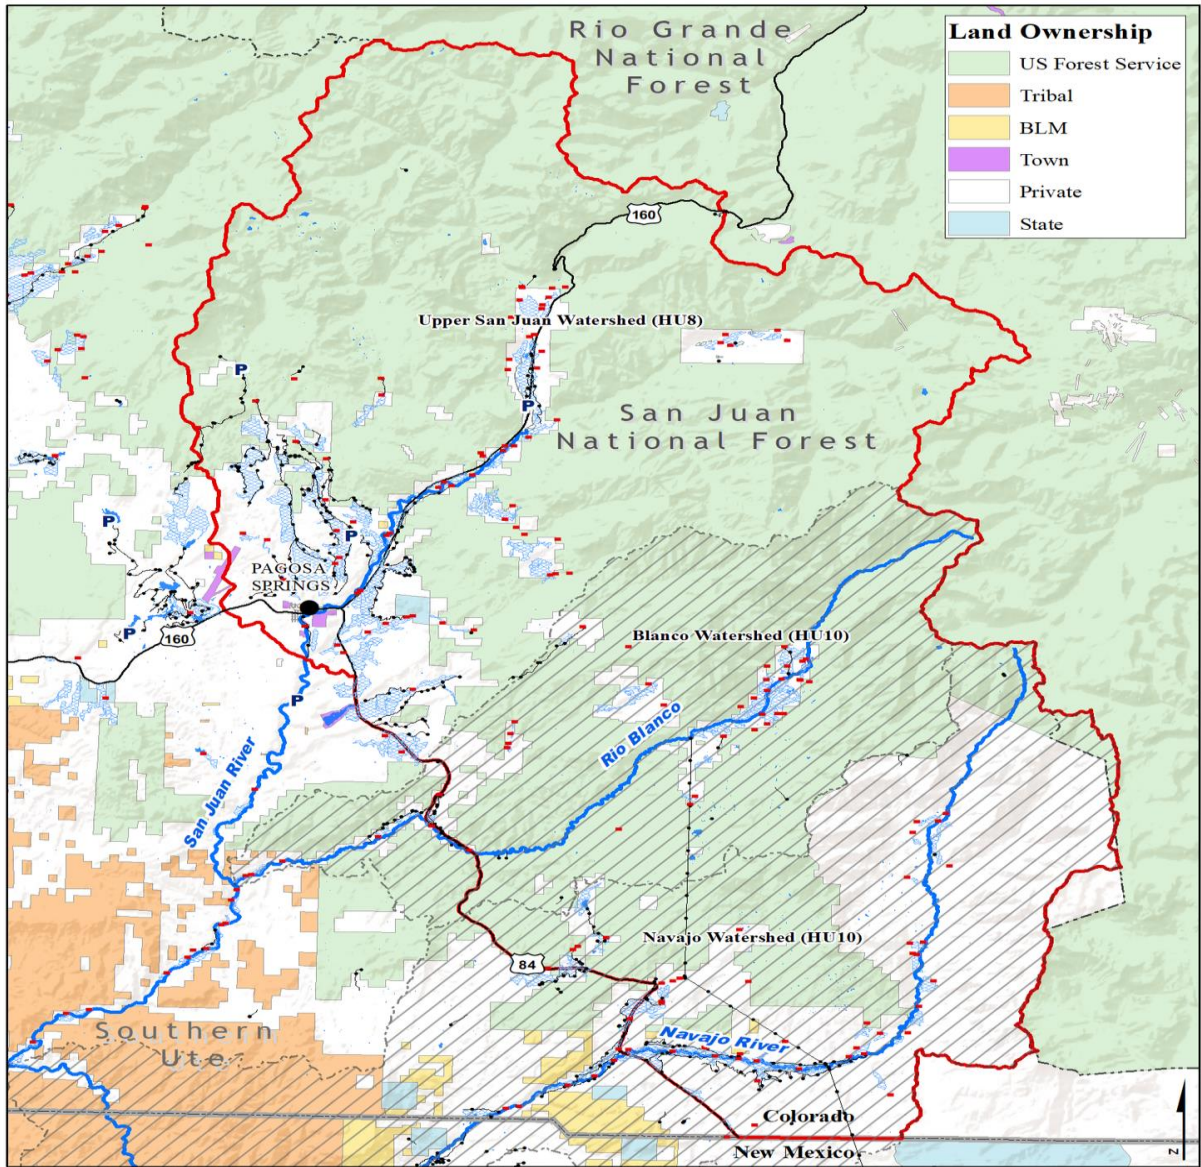 Rio Grande
National
Forest
Land Ownership
US Forest Service
Tribal
BLM
Town
Private
State
160
Upper San Juan Watershed (HU8)
P
P
San Juan
National Forest
P
P
PAGOSA
SPRINGS
160
P
P
Blanco Watershed (HU10)
P
Rio Blanco
San Juan River
Navajo Watershed (HU10)
84
Southern
Ute
Navajo River
Colorado
New Mexico
N